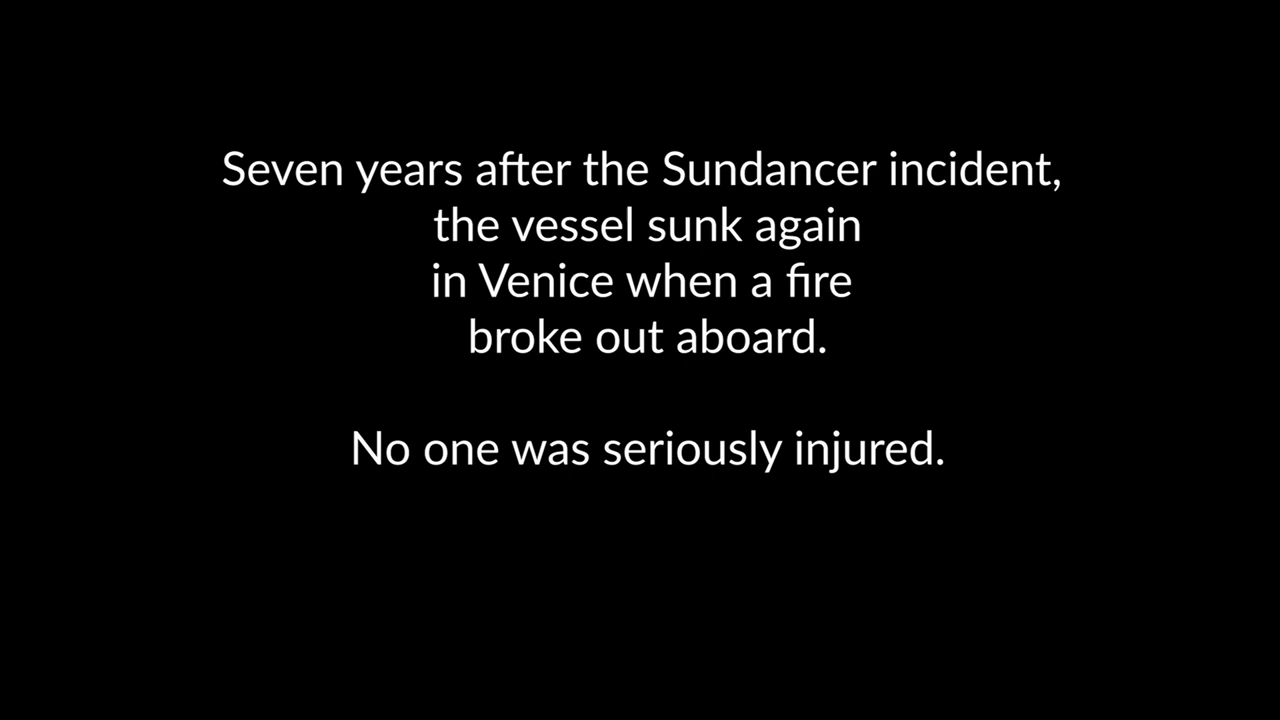 Seven years after the Sundancer incident,
the vessel sunk again
in Venice when a fire
broke out aboard.
No one was seriously injured.